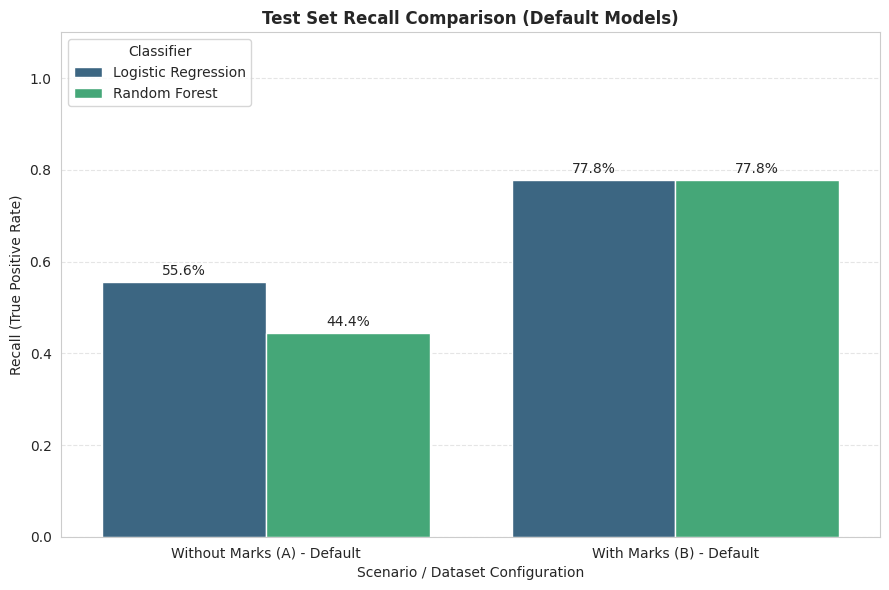 Test Set Recall Comparison (Default Models)
Classifier
Logistic Regression
Random Forest
Recall (True Positive Rate)
1.0
0.8
0.6
0.4
0.2
0.0
55.6%
44.4%
77.8%
77.8%
Without Marks (A) - Default
With Marks (B) - Default
Scenario / Dataset Configuration